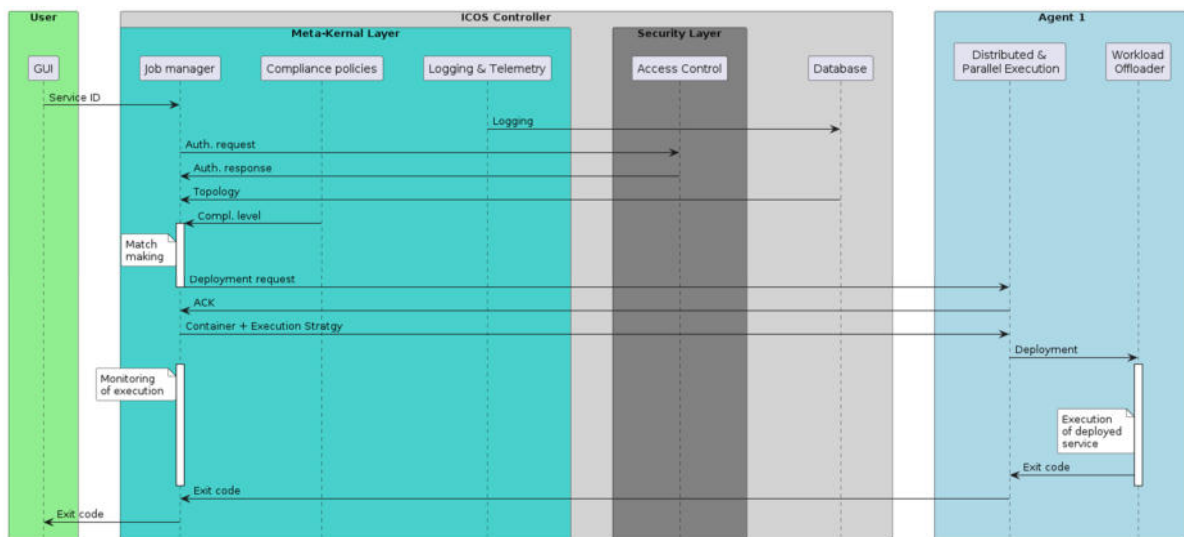 User
ICOS Controller
Agent 1
Meta-Kernal Layer
Security Layer
GUI
Job manager
Compliance policies
Logging & Telemetry
Access Control
Database
Distributed &
Parallel Execution
Workload
Offloader
Service ID
Logging
Auth. request
Auth. response
Topology
Compl. level
Match
making
Deployment request
ACK
Container + Execution Stratgy
Deployment
Monitoring
of execution
Execution
of deployed
service
Exit code
Exit code
Exit code